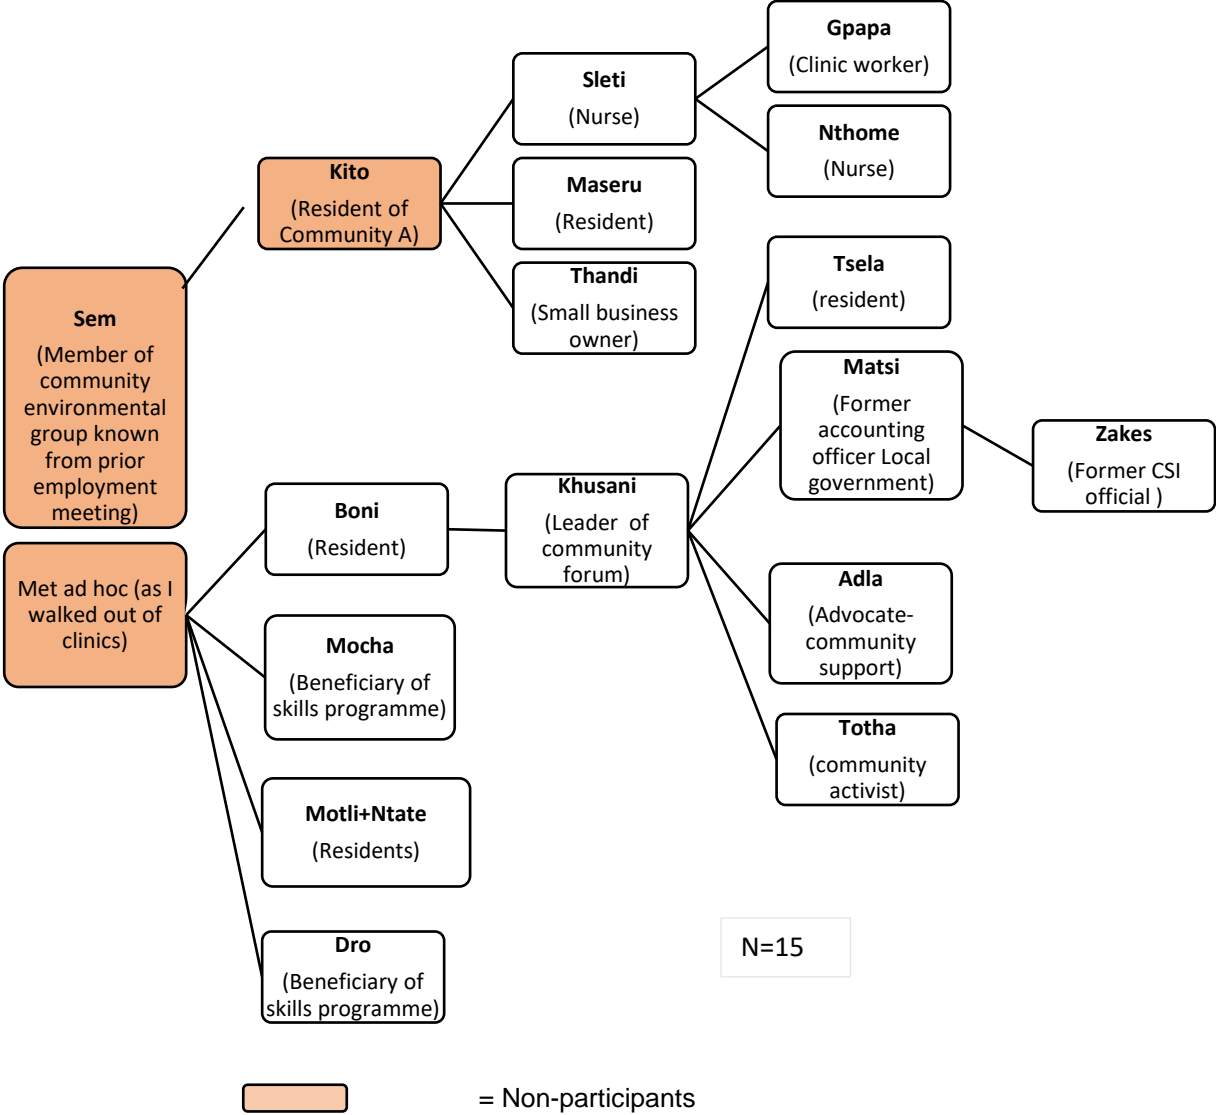 Sem
(Member of
community
environmental
group known
from prior
employment
meeting)
Met ad hoc (as I
walked out of
clinics)
Kito
(Resident of
Community A)
Sleti
(Nurse)
Maseru
(Resident)
Thandi
(Small business
owner)
Gpapa
(Clinic worker)
Nthome
(Nurse)
Boni
(Resident)
Mocha
(Beneficiary of
skills programme)
Motli+Ntate
(Residents)
Dro
(Beneficiary of
skills programme)
Khusani
(Leader of
community
forum)
Tsela
(resident)
Matsi
(Former
accounting
officer Local
government)
Adla
(Advocate-
community
support)
Totha
(community
activist)
Zakes
(Former CSI
official )
N=15
= Non-participants